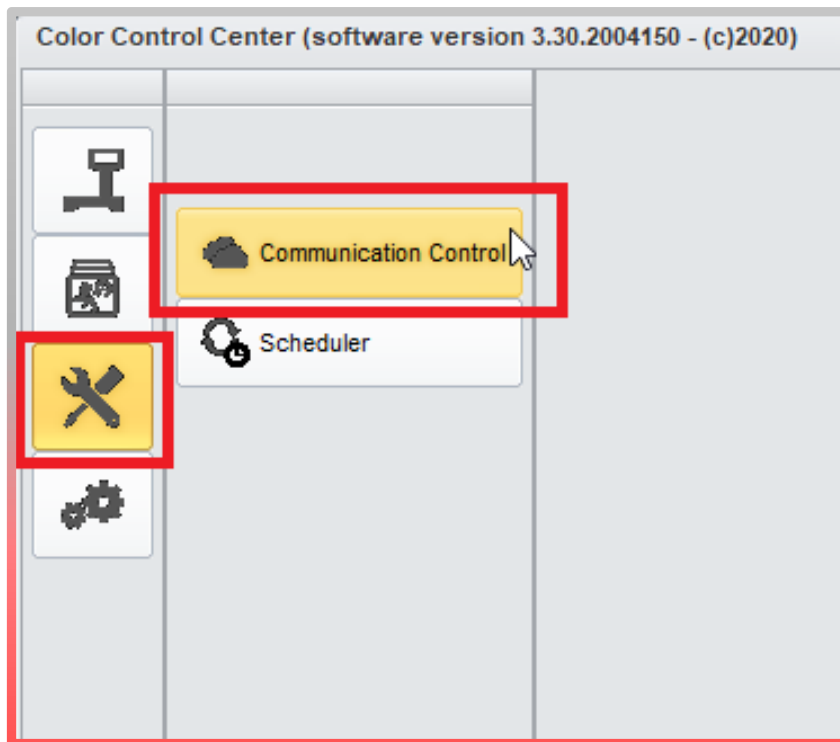 Color Control Center (software version 3.30.2004150 - (c)2020)
Communication Control
Scheduler